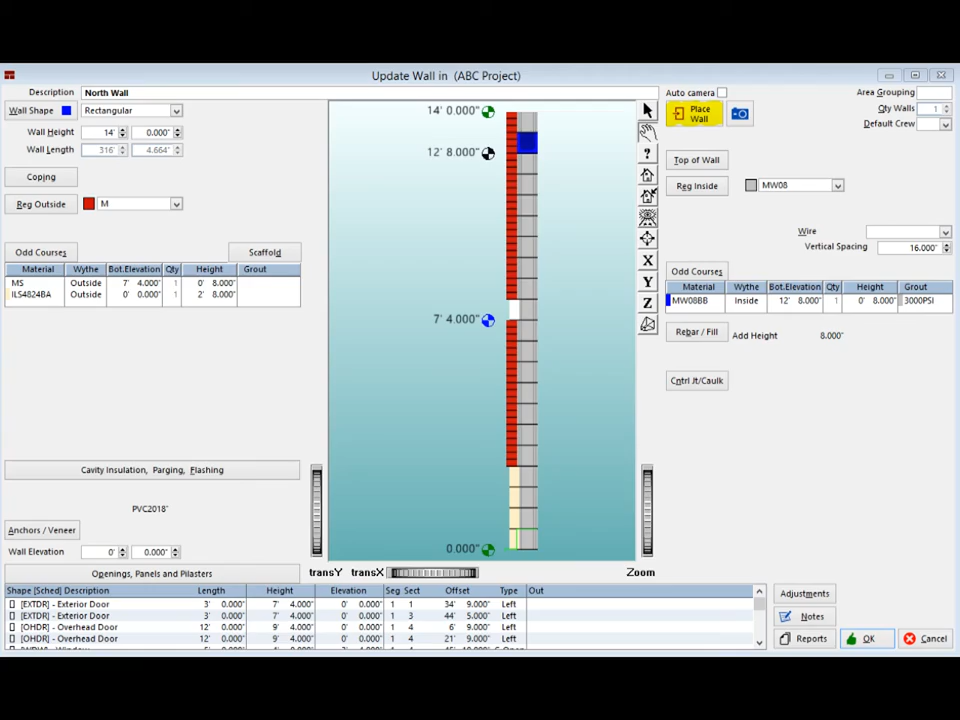 Update Wall in (ABC Project)
Description North Wall
Auto camera
Area Grouping
Wall Shape Rectangular
Place Wall
Qty Walls 1
Default Crew
Wall Height 14' 0.000"
Wall Length 316' 4.664"
Coping
Reg Outside M
Top of Wall
Reg Inside MW08
Wire
Vertical Spacing 16.000"
Odd Courses Scaffold
Material Wythe Bot.Elevation Qty Height Grout
MS Outside 7' 4.000" 1 0' 8.000"
ILS4824BA Outside 0' 0.000" 1 2' 8.000"
14' 0.000"
12' 8.000"
7' 4.000"
0.000"
?
X
Y
Z
Odd Courses
Material Wythe Bot.Elevation Qty Height Grout
MW08BB Inside 12' 8.000" 1 0' 8.000" 3000PSI
Rebar / Fill Add Height 8.000"
Cntrl Jt/Caulk
Cavity Insulation, Parging, Flashing
PVC2018"
Anchors / Veneer
Wall Elevation 0' 0.000"
Openings, Panels and Pilasters
transY transX Zoom
Shape [Sched] Description Length Height Elevation Seg Sect Offset Type Out
[EXTDR] - Exterior Door 3' 0.000" 7' 4.000" 0' 0.000" 1 1 34' 9.000" Left
[EXTDR] - Exterior Door 3' 0.000" 7' 4.000" 0' 0.000" 1 3 44' 5.000" Left
[OHDR] - Overhead Door 12' 0.000" 9' 4.000" 0' 0.000" 1 4 6' 9.000" Left
[OHDR] - Overhead Door 12' 0.000" 9' 4.000" 0' 0.000" 1 4 21' 9.000" Left
Adjustments
Notes
Reports OK Cancel